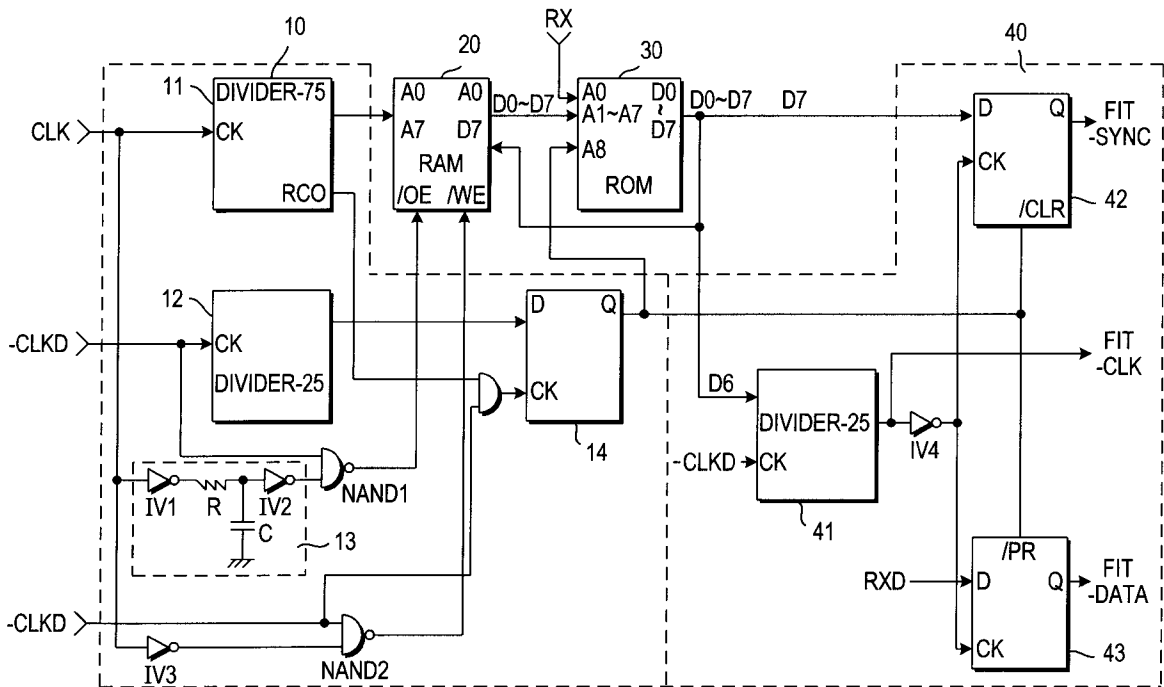 RX
10
20
30
40
11
DIVIDER-75
A0 A0
D0~D7
A0 D0
D0~D7 D7
D Q
FIT
-SYNC
CLK
CK
A7 D7
A1~A7 ~
D7
RAM
A8
CK
ROM
RCO
/OE /WE
/CLR
42
12
D Q
-CLKD
CK
FIT
-CLK
DIVIDER-25
CK
D6
DIVIDER-25
14
IV4
-CLKD
CK
NAND1
IV1 R IV2
41
C
13
/PR
RXD
D Q
FIT
-DATA
-CLKD
CK
43
IV3
NAND2